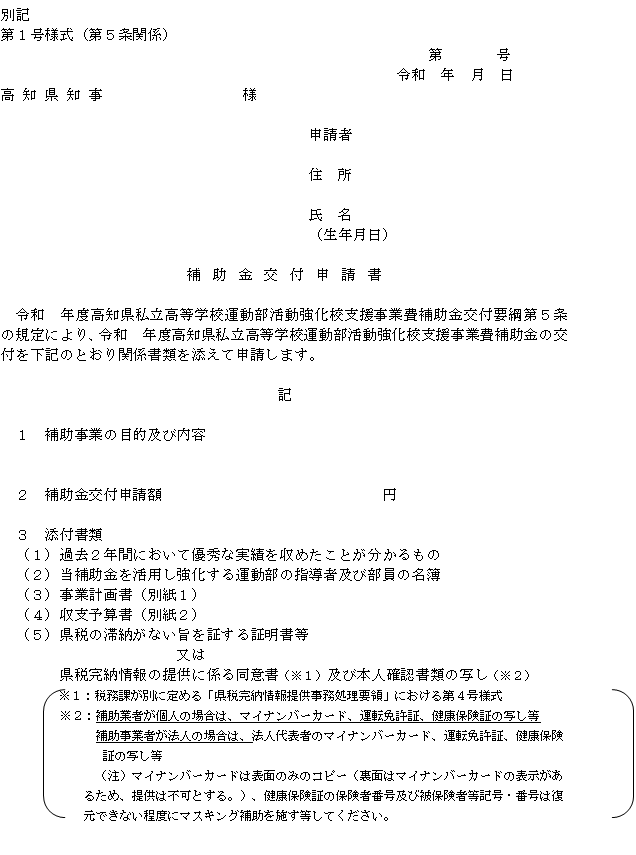 別記
第１号様式（第５条関係）
第　　　号
令和　年　月　日
高 知 県 知 事　　　　　　　　　様
申請者
住　所
氏　名
（生年月日）
補　助　金　交　付　申　請　書
令和　年度高知県私立高等学校運動部活動強化校支援事業費補助金交付要綱第５条
の規定により、令和　年度高知県私立高等学校運動部活動強化校支援事業費補助金の交
付を下記のとおり関係書類を添えて申請します。
記
１　補助事業の目的及び内容
２　補助金交付申請額　　　　　　　　　　　　　　　円
３　添付書類
（１）過去２年間において優秀な実績を収めたことが分かるもの
（２）当補助金を活用し強化する運動部の指導者及び部員の名簿
（３）事業計画書（別紙１）
（４）収支予算書（別紙２）
（５）県税の滞納がない旨を証する証明書等
又は
県税完納情報の提供に係る同意書（※１）及び本人確認書類の写し（※２）
※１：税務課が別に定める「県税完納情報提供事務処理要領」における第４号様式
※２：補助業者が個人の場合は、マイナンバーカード、運転免許証、健康保険証の写し等
補助事業者が法人の場合は、法人代表者のマイナンバーカード、運転免許証、健康保険
証の写し等
（注）マイナンバーカードは表面のみのコピー（裏面はマイナンバーカードの表示があ
るため、提供は不可とする。）、健康保険証の保険者番号及び被保険者等記号・番号は復
元できない程度にマスキング補助を施す等してください。